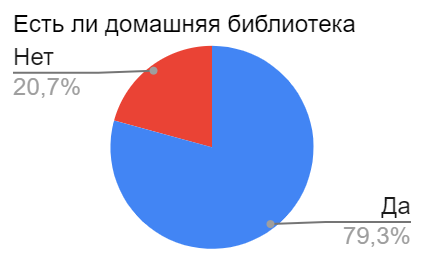 Есть ли домашняя библиотека
Нет
20,7%
Да
79,3%